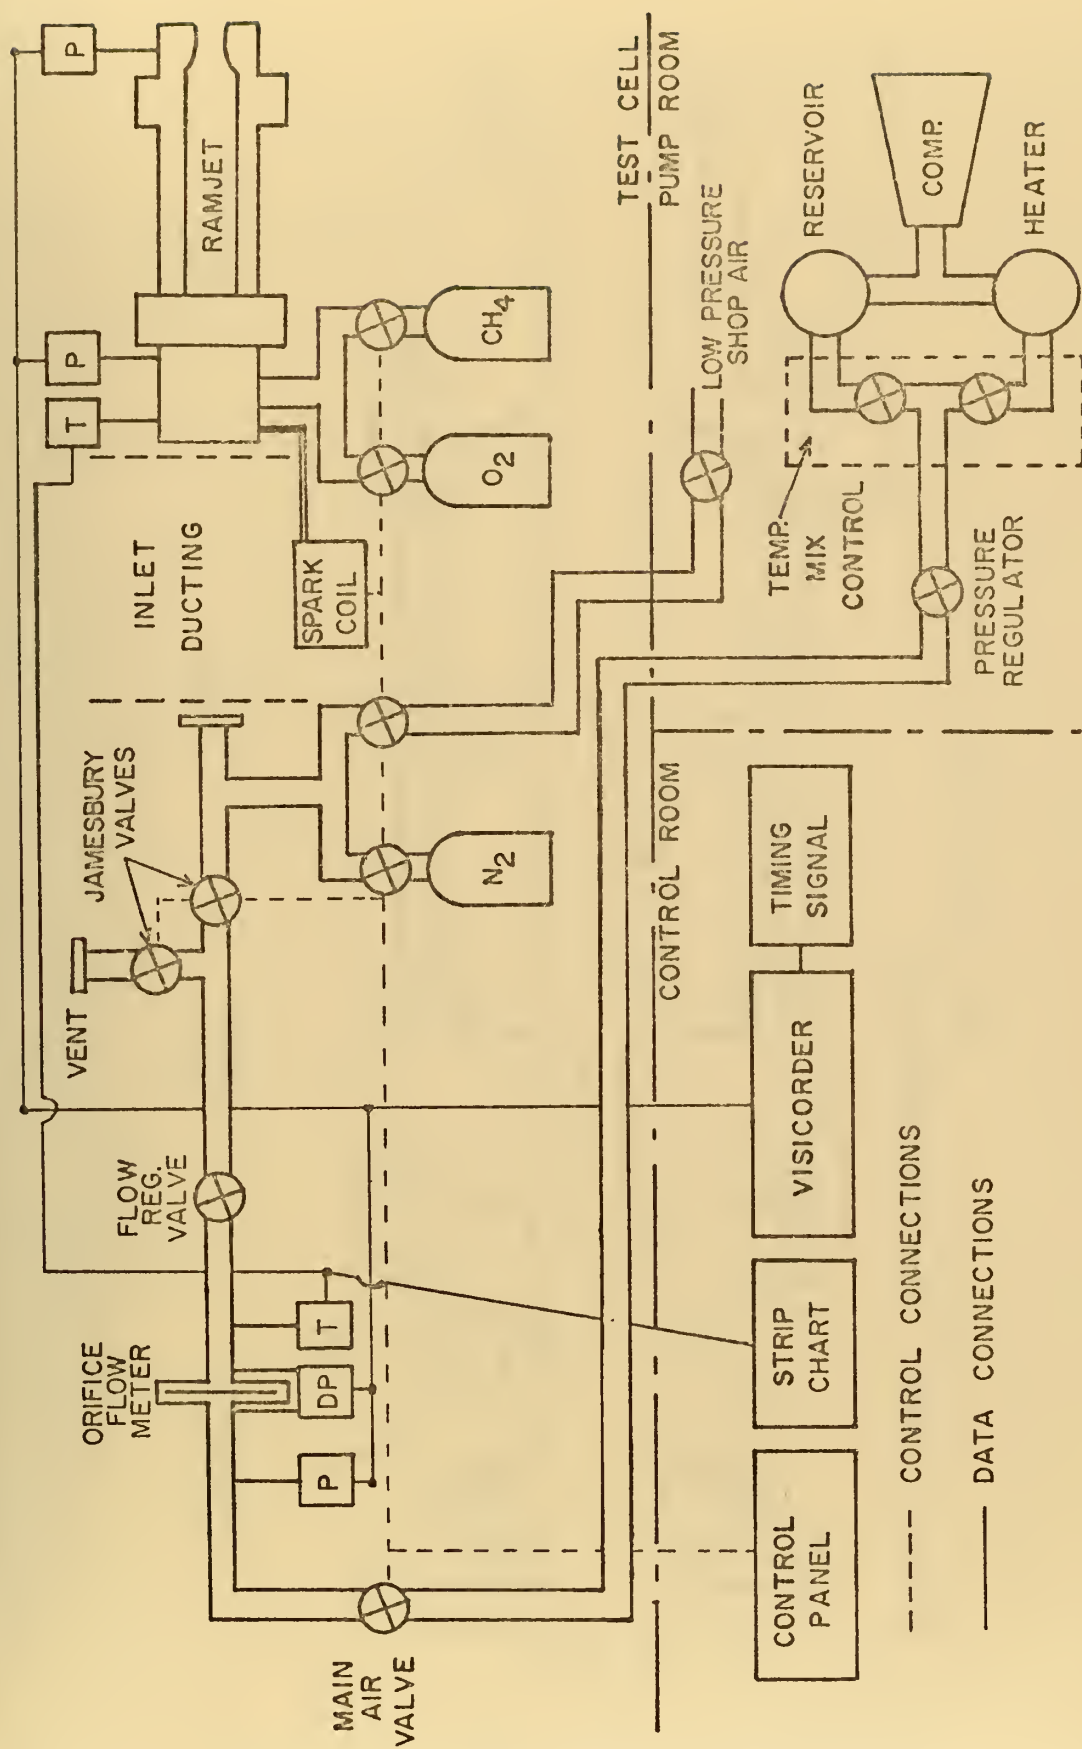 P
P
T
RAMJET
INLET
DUCTING
JAMESBURY
VALVES
VENT
FLOW
REG.
VALVE
ORIFICE
FLOW
METER
CH4
O2
SPARK
COIL
N2
T
DP
P
MAIN
AIR
VALVE
TEST CELL
PUMP ROOM
LOW PRESSURE
SHOP AIR
RESERVOIR
COMP.
HEATER
TEMP.
MIX
CONTROL
PRESSURE
REGULATOR
CONTROL ROOM
TIMING
SIGNAL
VISICORDER
STRIP
CHART
CONTROL
PANEL
CONTROL CONNECTIONS
DATA CONNECTIONS